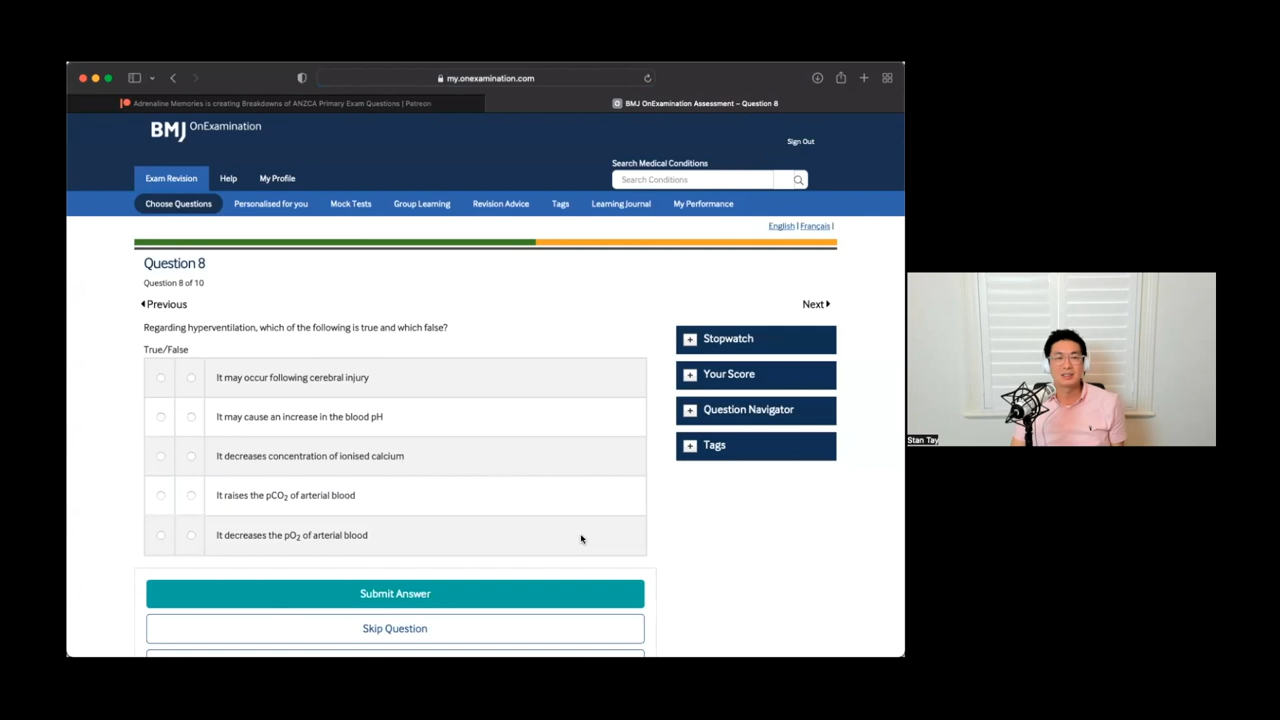 my.onexamination.com
Adrenaline Memories is creating Breakdowns of ANZCA Primary Exam Questions | Patreon
BMJ OnExamination Assessment – Question 8
BMJ OnExamination
Sign Out
Search Medical Conditions
Exam Revision Help My Profile
Search Conditions
Choose Questions Personalised for you Mock Tests Group Learning Revision Advice Tags Learning Journal My Performance
English | Français |
Question 8
Question 8 of 10
Previous
Next
Regarding hyperventilation, which of the following is true and which false?
True/False
It may occur following cerebral injury
It may cause an increase in the blood pH
It decreases concentration of ionised calcium
It raises the pCO2 of arterial blood
It decreases the pO2 of arterial blood
Submit Answer
Skip Question
Stopwatch
Your Score
Question Navigator
Tags
Stan Tay